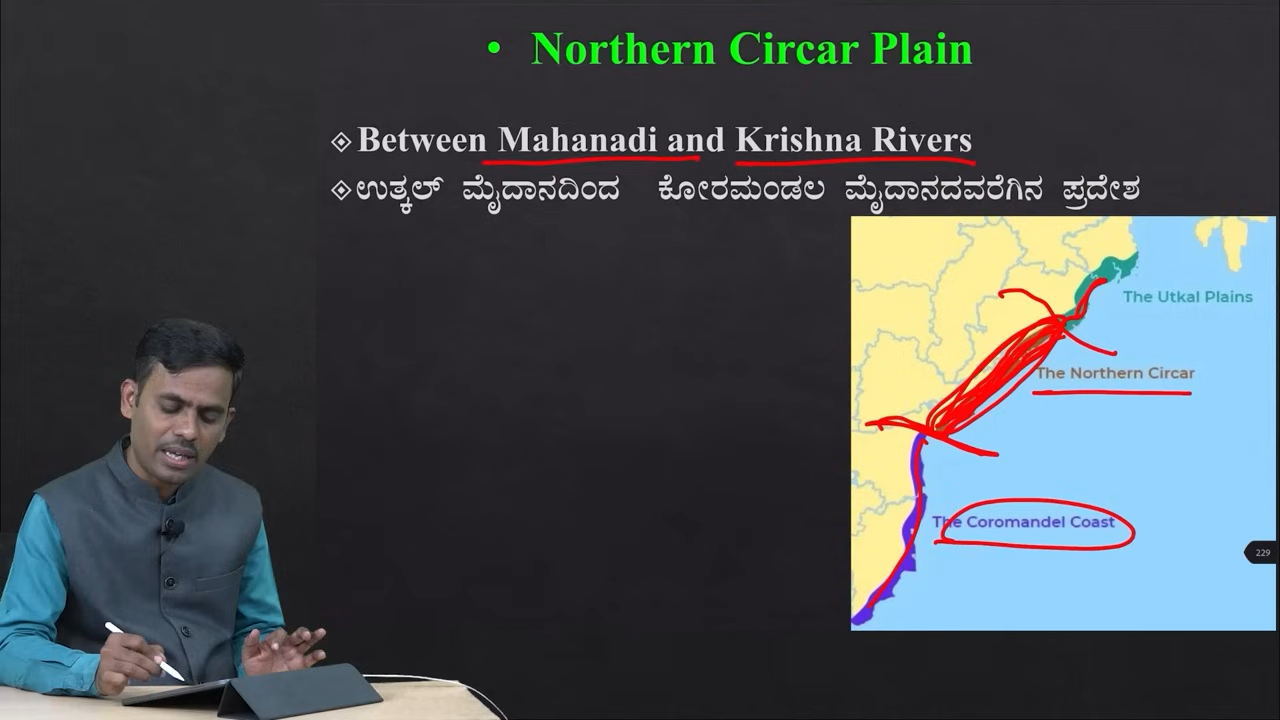 • Northern Circar Plain
Between Mahanadi and Krishna Rivers
ಉತ್ಕಲ್ ಮೈದಾನದಿಂದ ಕೋರಮಂಡಲ ಮೈದಾನದವರೆಗಿನ ಪ್ರದೇಶ
The Utkal Plains
The Northern Circar
The Coromandel Coast
229